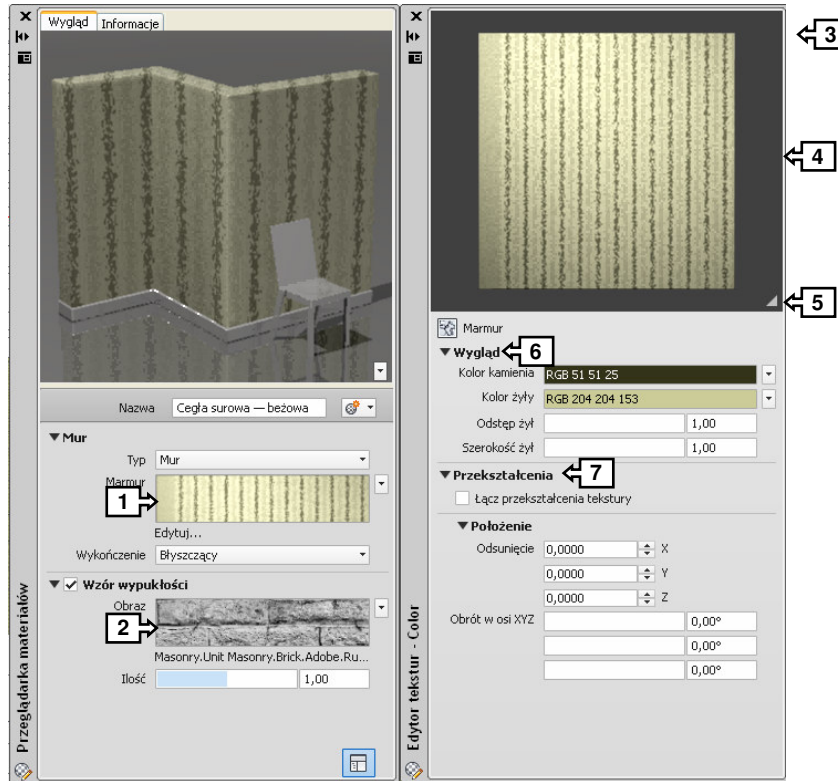 Wygląd Informacje
Nazwa Cegła surowa — beżowa
Mur
Typ Mur
Marmur
1
Edytuj...
Wykończenie Błyszczący
Wzór wypukłości
Obraz
2
Masonry.Unit Masonry.Brick.Adobe.Ru...
Ilość 1,00
Przeglądarka materiałów
3
4
5
Marmur
Wygląd 6
Kolor kamienia RGB 51 51 25
Kolor żyły RGB 204 204 153
Odstęp żył 1,00
Szerokość żył 1,00
Przekształcenia 7
Łącz przekształcenia tekstury
Położenie
Odsunięcie 0,0000 X
0,0000 Y
0,0000 Z
Obrót w osi XYZ 0,00°
0,00°
0,00°
Edytor tekstur - Color